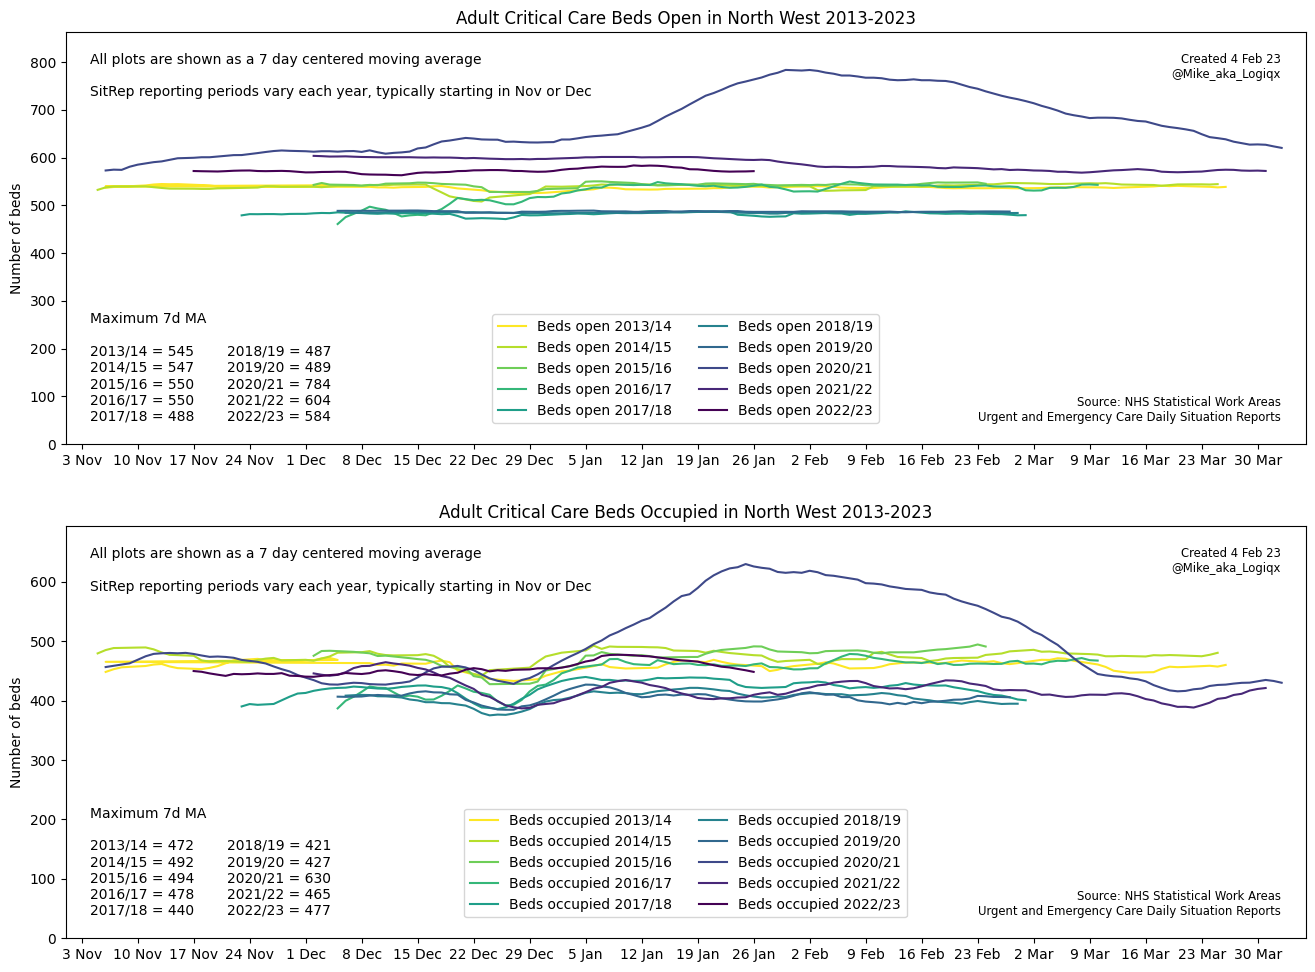 Adult Critical Care Beds Open in North West 2013-2023
All plots are shown as a 7 day centered moving average
SitRep reporting periods vary each year, typically starting in Nov or Dec
Created 4 Feb 23
@Mike_aka_Logiqx
Number of beds
800
700
600
500
400
300
200
100
0
Maximum 7d MA
2013/14 = 545 2018/19 = 487
2014/15 = 547 2019/20 = 489
2015/16 = 550 2020/21 = 784
2016/17 = 550 2021/22 = 604
2017/18 = 488 2022/23 = 584
Beds open 2013/14 Beds open 2018/19
Beds open 2014/15 Beds open 2019/20
Beds open 2015/16 Beds open 2020/21
Beds open 2016/17 Beds open 2021/22
Beds open 2017/18 Beds open 2022/23
Source: NHS Statistical Work Areas
Urgent and Emergency Care Daily Situation Reports
3 Nov 10 Nov 17 Nov 24 Nov 1 Dec 8 Dec 15 Dec 22 Dec 29 Dec 5 Jan 12 Jan 19 Jan 26 Jan 2 Feb 9 Feb 16 Feb 23 Feb 2 Mar 9 Mar 16 Mar 23 Mar 30 Mar
Adult Critical Care Beds Occupied in North West 2013-2023
All plots are shown as a 7 day centered moving average
SitRep reporting periods vary each year, typically starting in Nov or Dec
Created 4 Feb 23
@Mike_aka_Logiqx
Number of beds
600
500
400
300
200
100
0
Maximum 7d MA
2013/14 = 472 2018/19 = 421
2014/15 = 492 2019/20 = 427
2015/16 = 494 2020/21 = 630
2016/17 = 478 2021/22 = 465
2017/18 = 440 2022/23 = 477
Beds occupied 2013/14 Beds occupied 2018/19
Beds occupied 2014/15 Beds occupied 2019/20
Beds occupied 2015/16 Beds occupied 2020/21
Beds occupied 2016/17 Beds occupied 2021/22
Beds occupied 2017/18 Beds occupied 2022/23
Source: NHS Statistical Work Areas
Urgent and Emergency Care Daily Situation Reports
3 Nov 10 Nov 17 Nov 24 Nov 1 Dec 8 Dec 15 Dec 22 Dec 29 Dec 5 Jan 12 Jan 19 Jan 26 Jan 2 Feb 9 Feb 16 Feb 23 Feb 2 Mar 9 Mar 16 Mar 23 Mar 30 Mar